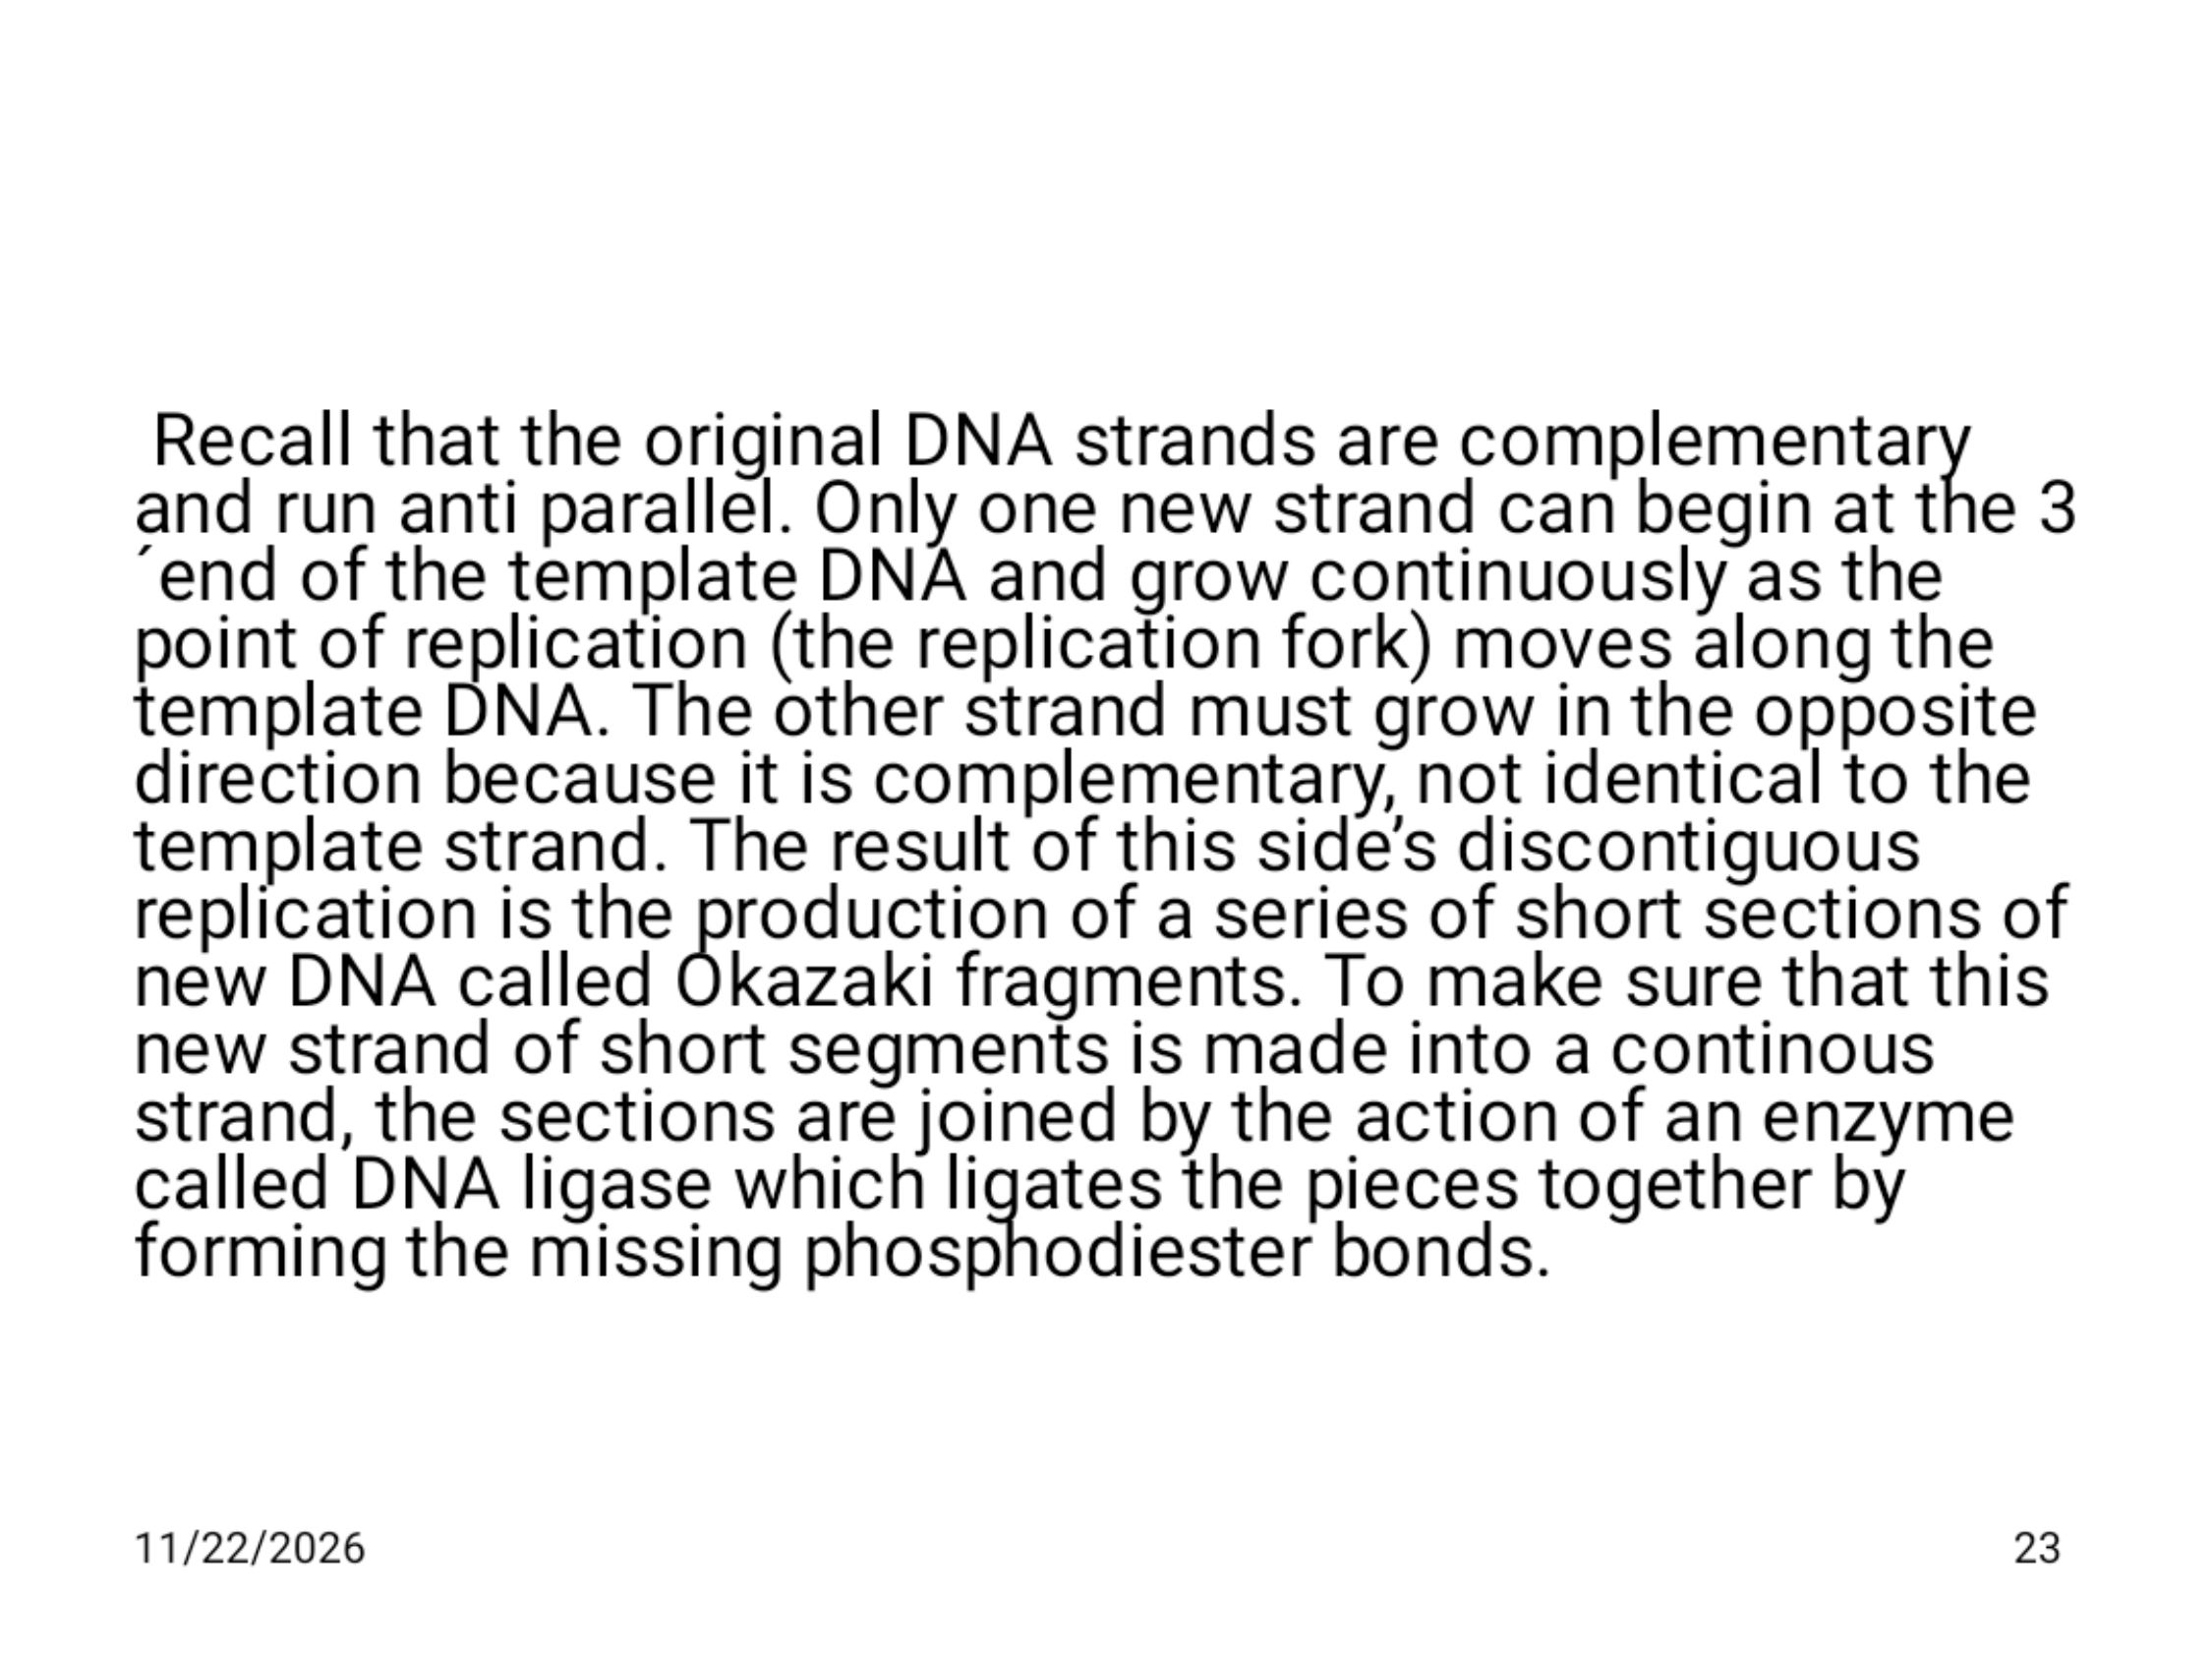 Recall that the original DNA strands are complementary
and run anti parallel. Only one new strand can begin at the 3
´end of the template DNA and grow continuously as the
point of replication (the replication fork) moves along the
template DNA. The other strand must grow in the opposite
direction because it is complementary, not identical to the
template strand. The result of this side’s discontiguous
replication is the production of a series of short sections of
new DNA called Okazaki fragments. To make sure that this
new strand of short segments is made into a continous
strand, the sections are joined by the action of an enzyme
called DNA ligase which ligates the pieces together by
forming the missing phosphodiester bonds.
11/22/2026
23